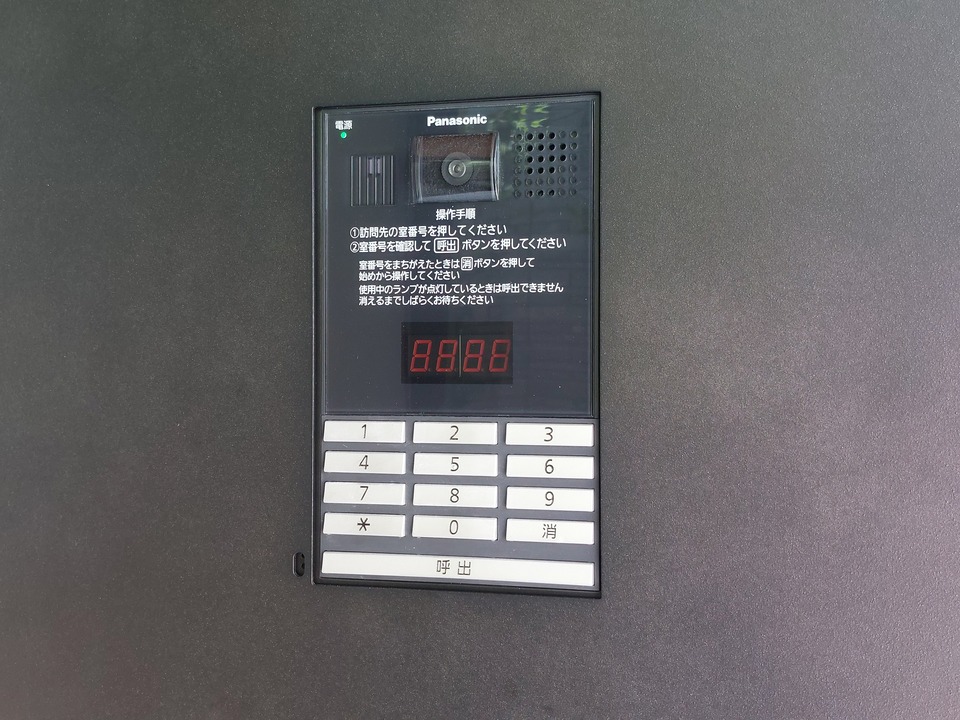 電源
Panasonic
操作手順
①訪問先の室番号を押してください
②室番号を確認して 呼出 ボタンを押してください
室番号をまちがえたときは 消 ボタンを押して
始めから操作してください
使用中のランプが点灯しているときは呼出できません
消えるまでしばらくお待ちください
8888
1 2 3
4 5 6
7 8 9
* 0 消
呼出